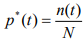 p*(t) = n(t)/N